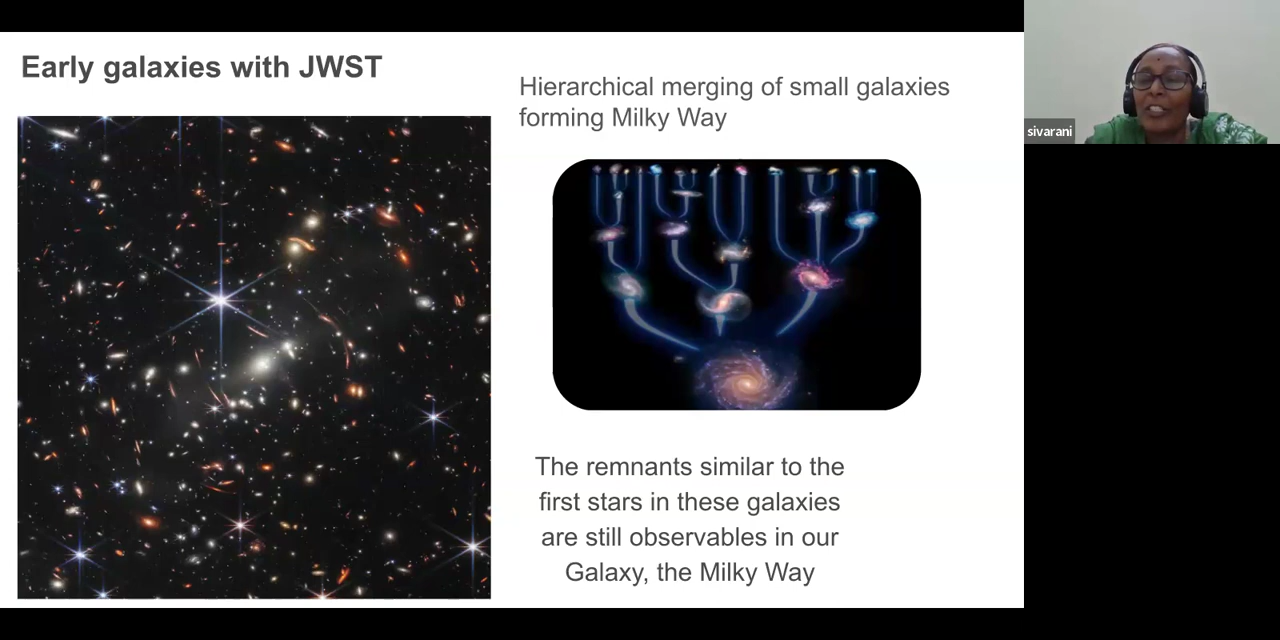 Early galaxies with JWST
Hierarchical merging of small galaxies
forming Milky Way
The remnants similar to the
first stars in these galaxies
are still observables in our
Galaxy, the Milky Way
sivarani